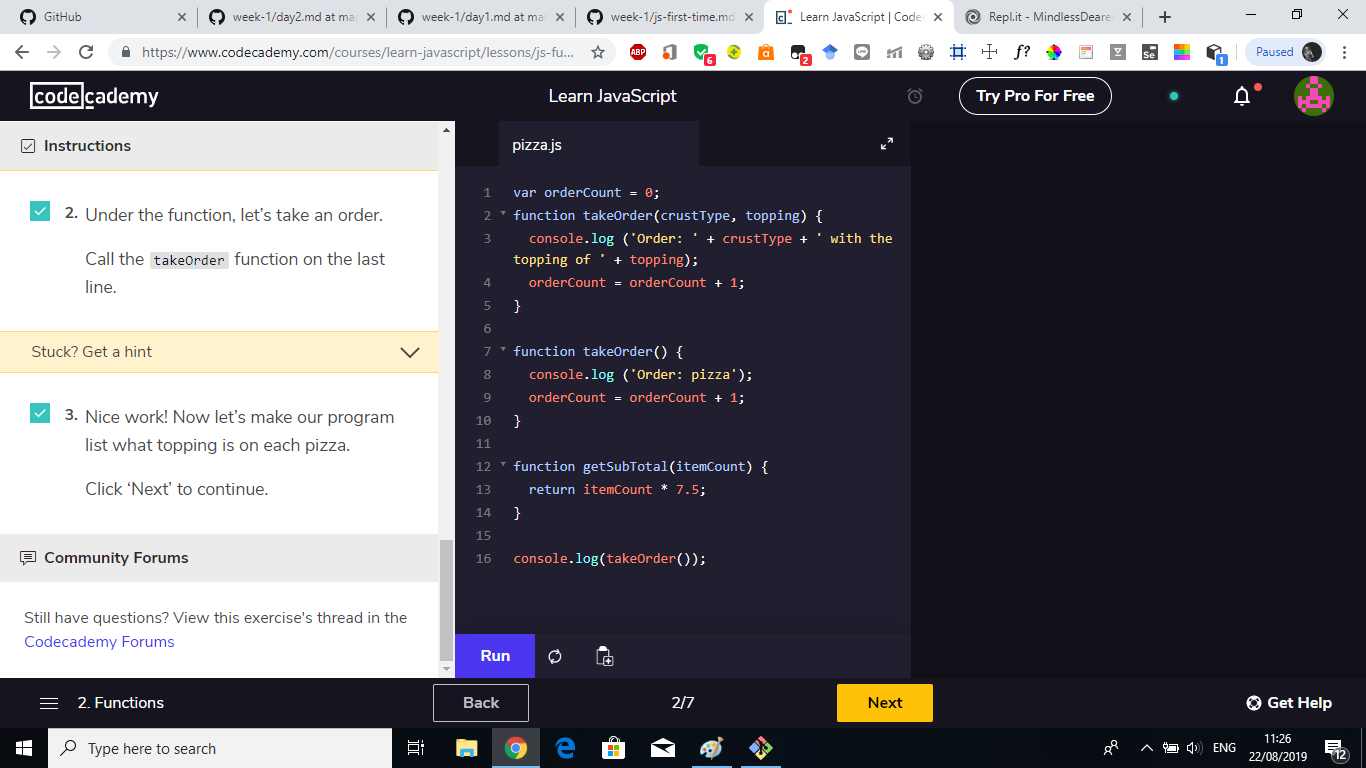 GitHub
week-1/day2.md at mas
week-1/day1.md at mas
week-1/js-first-time.md
Learn JavaScript | Codec
Repl.it - MindlessDeares
https://www.codecademy.com/courses/learn-javascript/lessons/js-fu...
ABP
6
a
2
f?
Se
1
Paused
codecademy
Learn JavaScript
Try Pro For Free
Instructions
pizza.js
2. Under the function, let’s take an order.
Call the takeOrder function on the last
line.
Stuck? Get a hint
3. Nice work! Now let’s make our program
list what topping is on each pizza.
Click ‘Next’ to continue.
Community Forums
Still have questions? View this exercise's thread in the
Codecademy Forums
1 var orderCount = 0;
2 function takeOrder(crustType, topping) {
3 console.log ('Order: ' + crustType + ' with the
topping of ' + topping);
4 orderCount = orderCount + 1;
5 }
6
7 function takeOrder() {
8 console.log ('Order: pizza');
9 orderCount = orderCount + 1;
10 }
11
12 function getSubTotal(itemCount) {
13 return itemCount * 7.5;
14 }
15
16 console.log(takeOrder());
Run
2. Functions
Back
2/7
Next
Get Help
Type here to search
ENG
11:26
22/08/2019
12